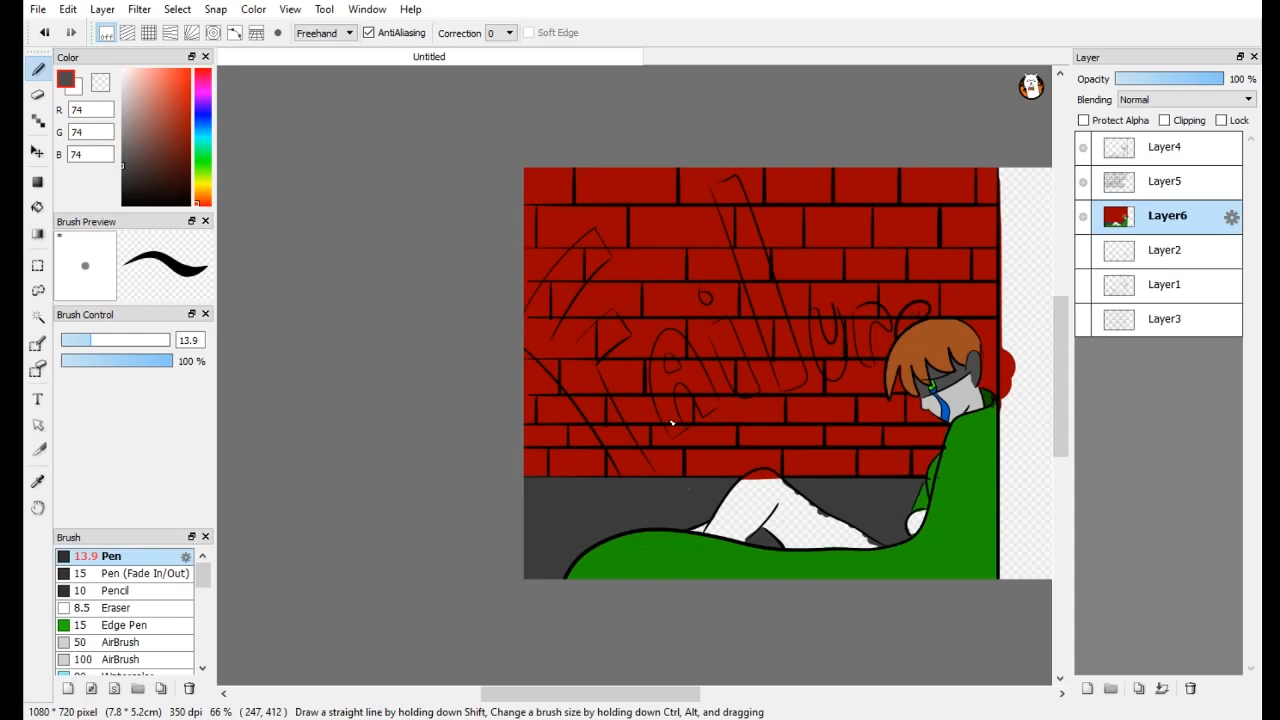 File Edit Layer Filter Select Snap Color View Tool Window Help
off Freehand AntiAliasing Correction 0 Soft Edge
Color
R 74
G 74
B 74
Brush Preview
*
Brush Control
13.9
100 %
Brush
13.9 Pen
15 Pen (Fade In/Out)
10 Pencil
8.5 Eraser
15 Edge Pen
50 AirBrush
100 AirBrush
Untitled
Failure
Layer
Opacity 100 %
Blending Normal
Protect Alpha Clipping Lock
Layer4
Layer5
Layer6
Layer2
Layer1
Layer3
1080 * 720 pixel (7.8 * 5.2cm) 350 dpi 66 % ( 247, 412 ) Draw a straight line by holding down Shift, Change a brush size by holding down Ctrl, Alt, and dragging